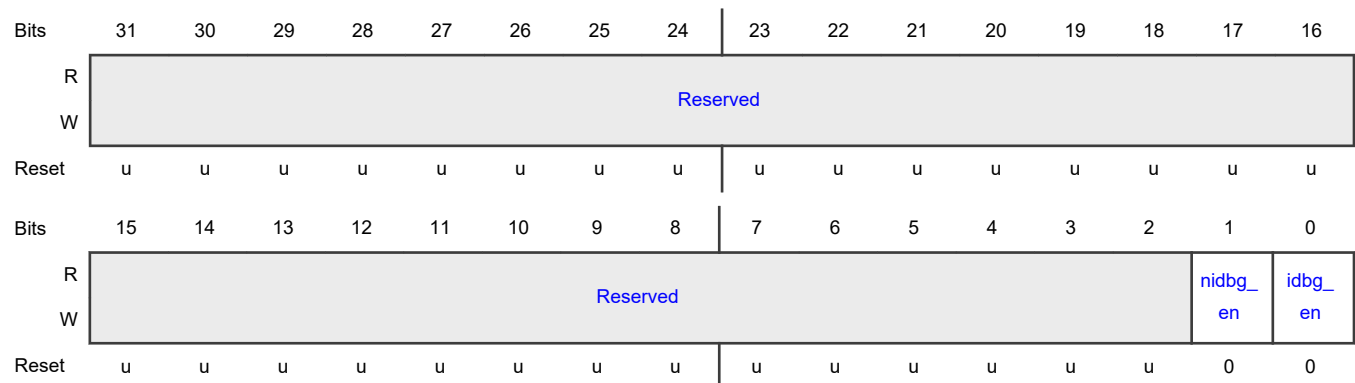 Bits 31 30 29 28 27 26 25 24 23 22 21 20 19 18 17 16
R
Reserved
W
Reset u u u u u u u u u u u u u u u u
Bits 15 14 13 12 11 10 9 8 7 6 5 4 3 2 1 0
R
Reserved nidbg_ idbg_
en en
W
Reset u u u u u u u u u u u u u u 0 0